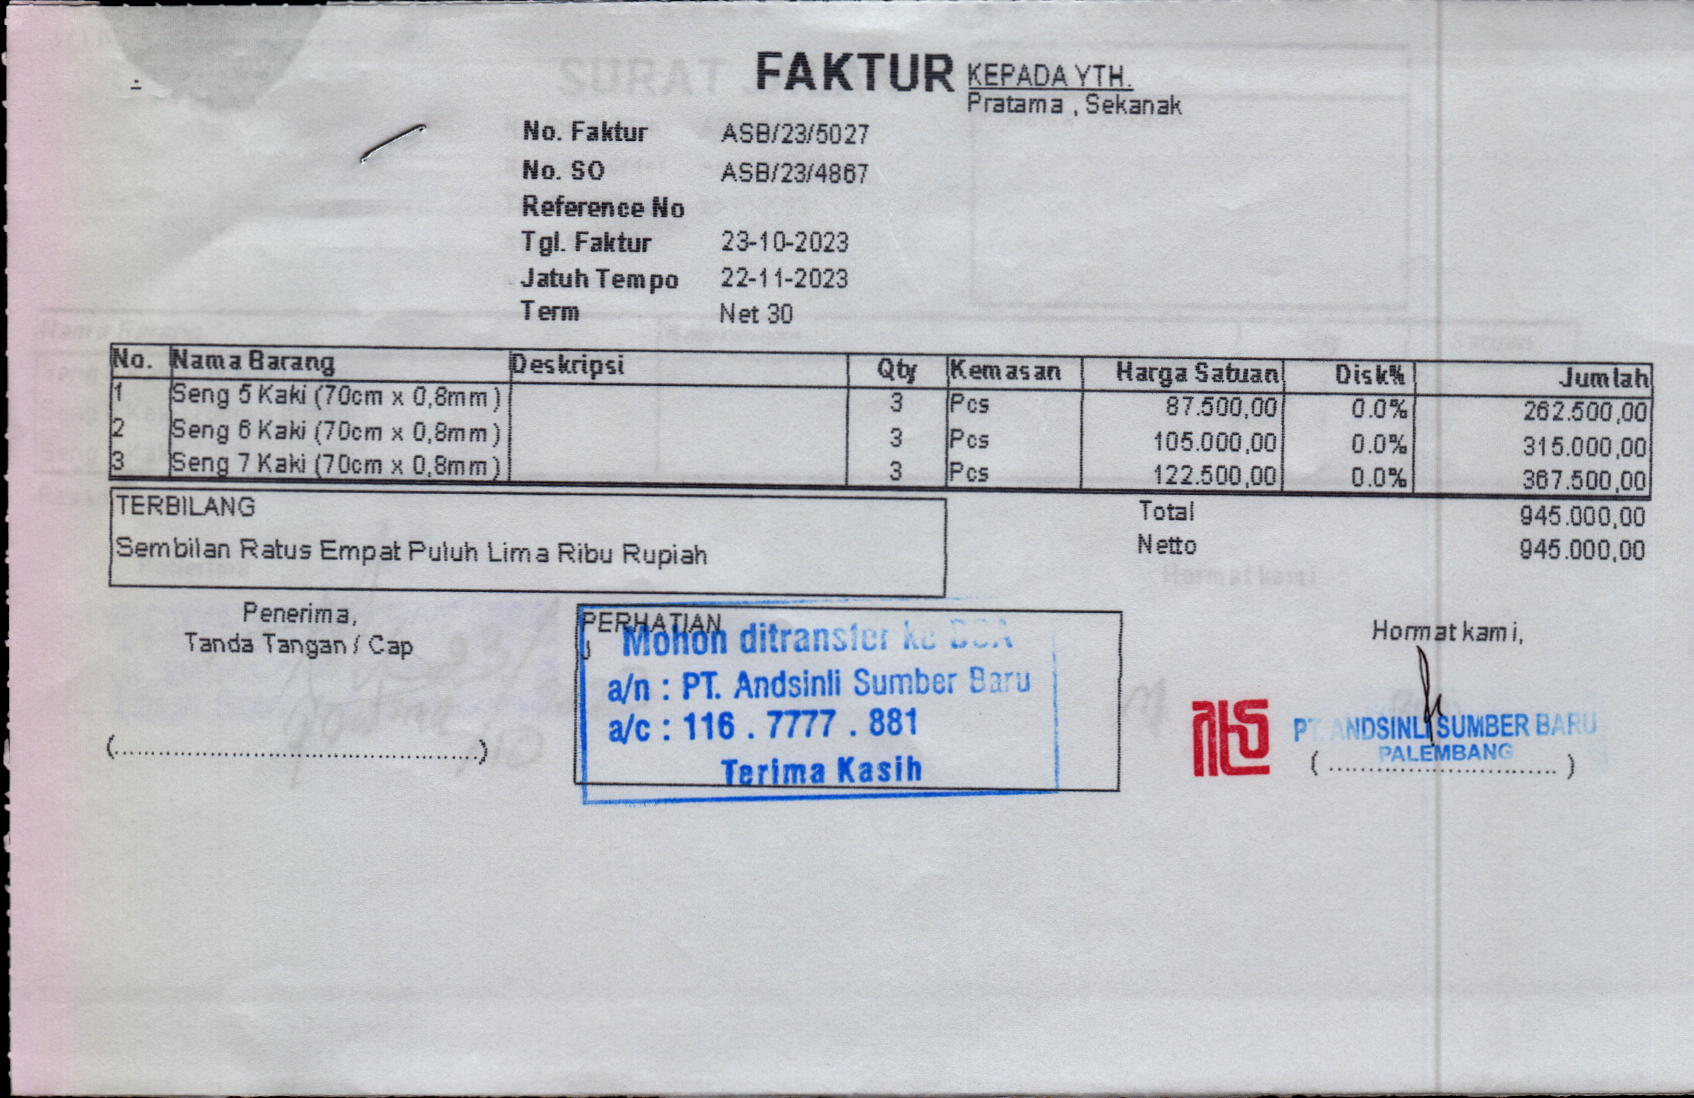 FAKTUR
KEPADA YTH.
Pratama , Sekanak
No. Faktur ASB/23/5027
No. SO ASB/23/4867
Reference No
Tgl. Faktur 23-10-2023
Jatuh Tempo 22-11-2023
Term Net 30
No. Nama Barang Deskripsi Qty Kemasan Harga Satuan Disk% Jumlah
1 Seng 5 Kaki (70cm x 0,8mm) 3 Pcs 87.500,00 0.0% 262.500,00
2 Seng 6 Kaki (70cm x 0,8mm) 3 Pcs 105.000,00 0.0% 315.000,00
3 Seng 7 Kaki (70cm x 0,8mm) 3 Pcs 122.500,00 0.0% 367.500,00
TERBILANG
Sembilan Ratus Empat Puluh Lima Ribu Rupiah
Total 945.000,00
Netto 945.000,00
Penerima,
Tanda Tangan / Cap
(...............................................)
PERHATIAN
Mohon ditransfer ke BCA
a/n : PT. Andsinli Sumber Baru
a/c : 116 . 7777 . 881
Terima Kasih
Hormat kami,
PT. ANDSINLI SUMBER BARU
PALEMBANG
( ............................. )